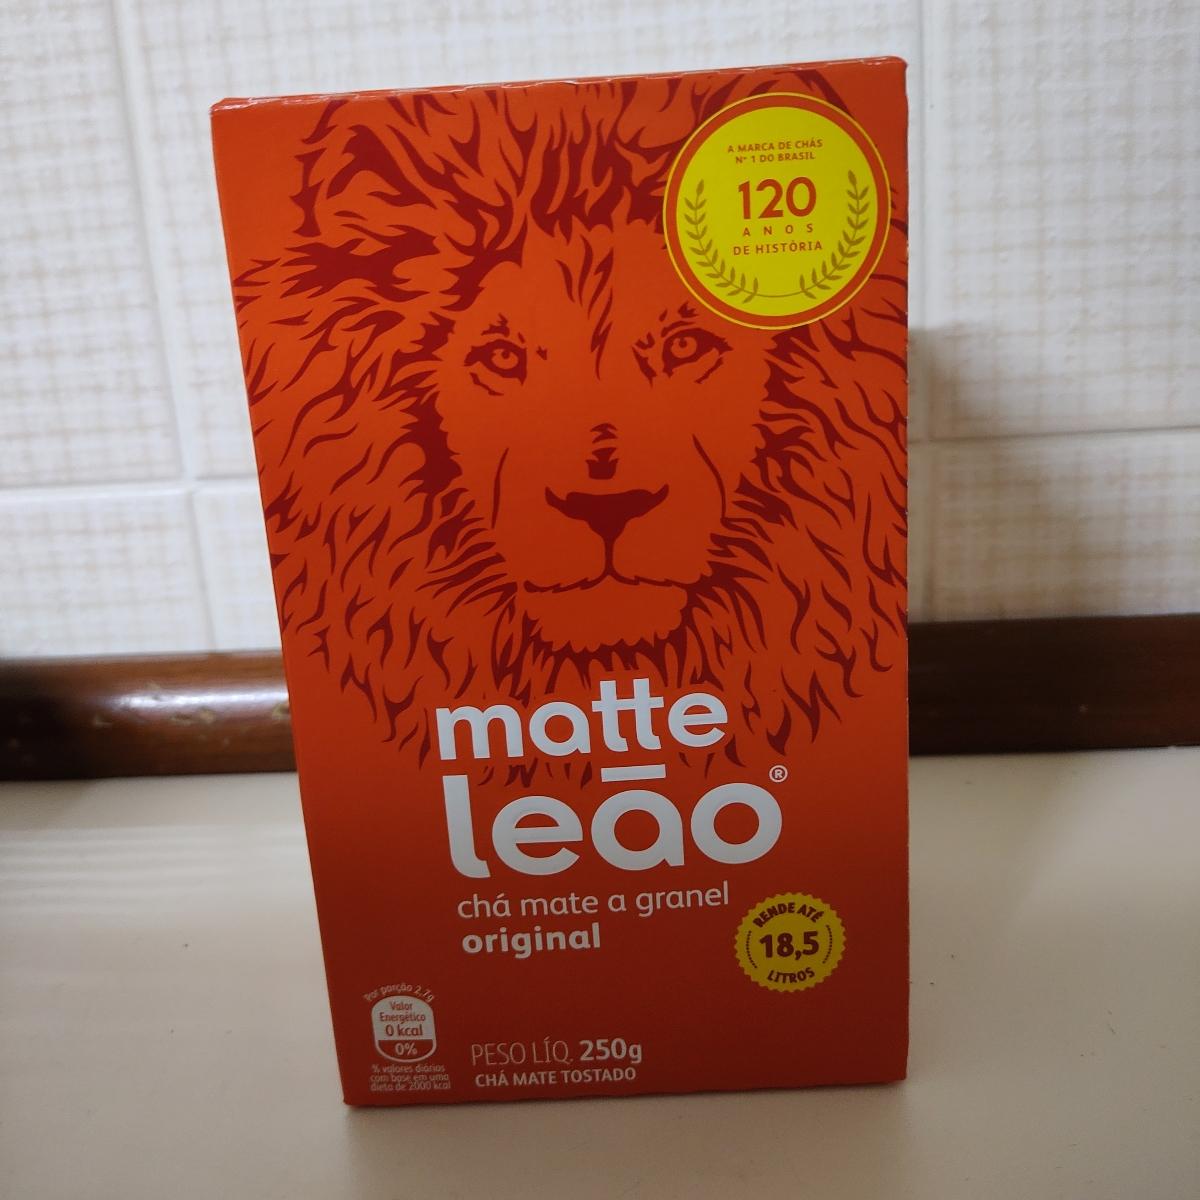 A MARCA DE CHÁS
Nº 1 DO BRASIL
120
ANOS
DE HISTÓRIA
matte
leão®
chá mate a granel
original
RENDE ATÉ
18,5
LITROS
Por porção 2,7g
Valor
Energético
0 kcal
0%
% valores diários
com base em uma
dieta de 2000 kcal
PESO LÍQ. 250g
CHÁ MATE TOSTADO